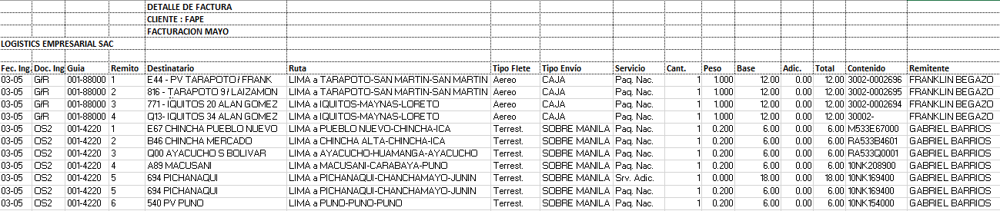 DETALLE DE FACTURA
CLIENTE : FAPE
FACTURACION MAYO
LOGISTICS EMPRESARIAL SAC
Fec. Ing. Doc. Ing Guia Remito Destinatario Ruta Tipo Flete Tipo Envío Servicio Cant. Peso Base Adic. Total Contenido Remitente
03-05 G/R 001-88000 1 E44 - PV TARAPOTO / FRANK LIMA a TARAPOTO-SAN MARTIN-SAN MARTIN Aereo CAJA Paq. Nac. 1 1.000 12.00 0.00 12.00 3002-0002696 FRANKLIN BEGAZO
03-05 G/R 001-88000 2 816 - TARAPOTO 9 / LAIZAMON LIMA a TARAPOTO-SAN MARTIN-SAN MARTIN Aereo CAJA Paq. Nac. 1 1.000 12.00 0.00 12.00 3002-0002695 FRANKLIN BEGAZO
03-05 G/R 001-88000 3 771 - IQUITOS 20 ALAN GOMEZ LIMA a IQUITOS-MAYNAS-LORETO Aereo CAJA Paq. Nac. 1 1.000 12.00 0.00 12.00 3002-0002694 FRANKLIN BEGAZO
03-05 G/R 001-88000 4 Q13- IQUITOS 34 ALAN GOMEZ LIMA a IQUITOS-MAYNAS-LORETO Aereo CAJA Paq. Nac. 1 1.000 12.00 0.00 12.00 30002- FRANKLIN BEGAZO
03-05 OS2 001-4220 1 E67 CHINCHA PUEBLO NUEVO LIMA a PUEBLO NUEVO-CHINCHA-ICA Terrest. SOBRE MANILA Paq. Nac. 1 0.200 6.00 0.00 6.00 M533E67000 GABRIEL BARRIOS
03-05 OS2 001-4220 2 B46 CHINCHA MERCADO LIMA a CHINCHA ALTA-CHINCHA-ICA Terrest. SOBRE MANILA Paq. Nac. 1 0.200 6.00 0.00 6.00 RA533B4601 GABRIEL BARRIOS
03-05 OS2 001-4220 3 Q00 AYACUCHO S BOLIVAR LIMA a AYACUCHO-HUAMANGA-AYACUCHO Terrest. SOBRE MANILA Paq. Nac. 1 0.200 6.00 0.00 6.00 RA533Q0001 GABRIEL BARRIOS
03-05 OS2 001-4220 4 A89 MACUSANI LIMA a MACUSANI-CARABAYA-PUNO Terrest. SOBRE MANILA Paq. Nac. 1 0.200 6.00 0.00 6.00 10NK208900 GABRIEL BARRIOS
03-05 OS2 001-4220 5 694 PICHANAQUI LIMA a PICHANAQUI-CHANCHAMAYO-JUNIN Terrest. SOBRE MANILA Srv. Adic. 1 0.000 18.00 0.00 18.00 10NK169400 GABRIEL BARRIOS
03-05 OS2 001-4220 5 694 PICHANAQUI LIMA a PICHANAQUI-CHANCHAMAYO-JUNIN Terrest. SOBRE MANILA Paq. Nac. 1 0.200 6.00 0.00 6.00 10NK169400 GABRIEL BARRIOS
03-05 OS2 001-4220 6 540 PV PUNO LIMA a PUNO-PUNO-PUNO Terrest. SOBRE MANILA Paq. Nac. 1 0.200 6.00 0.00 6.00 10NK154000 GABRIEL BARRIOS